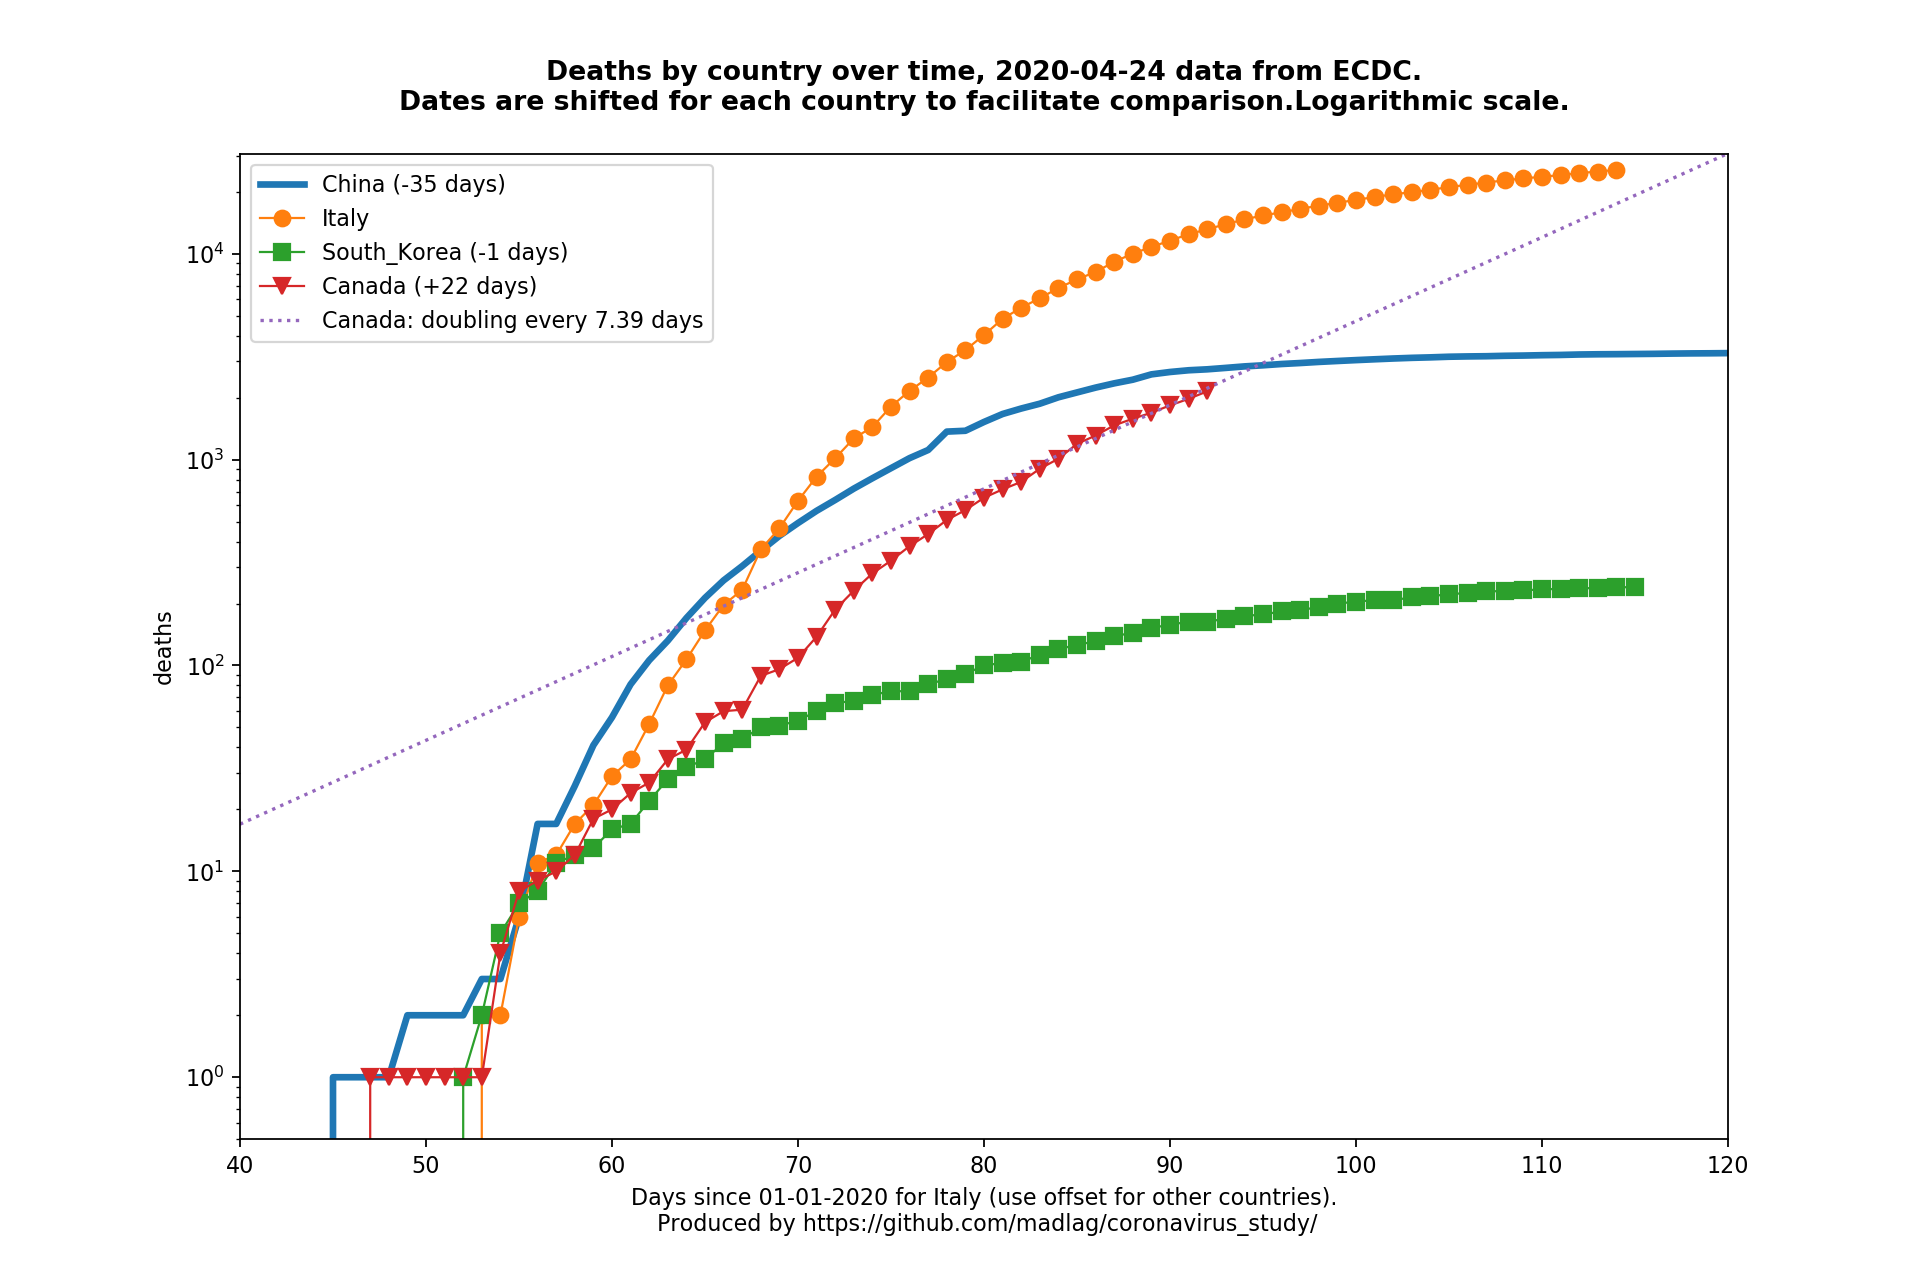 Deaths by country over time, 2020-04-24 data from ECDC.
Dates are shifted for each country to facilitate comparison.Logarithmic scale.
China (-35 days)
Italy
South_Korea (-1 days)
Canada (+22 days)
Canada: doubling every 7.39 days
10⁴
10³
10²
10¹
10⁰
deaths
40 50 60 70 80 90 100 110 120
Days since 01-01-2020 for Italy (use offset for other countries).
Produced by https://github.com/madlag/coronavirus_study/